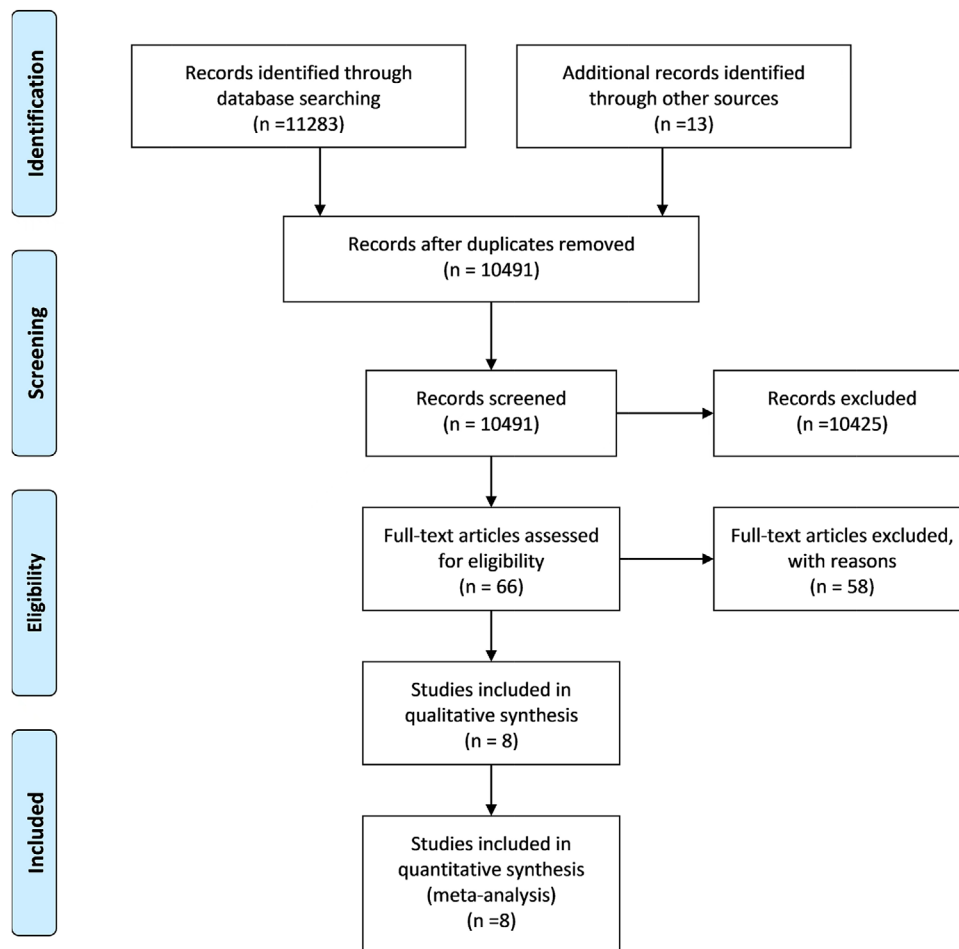 Identification
Records identified through
database searching
(n =11283)
Additional records identified
through other sources
(n =13)
Screening
Records after duplicates removed
(n = 10491)
Records screened
(n = 10491)
Records excluded
(n =10425)
Eligibility
Full-text articles assessed
for eligibility
(n = 66)
Full-text articles excluded,
with reasons
(n = 58)
Studies included in
qualitative synthesis
(n = 8)
Included
Studies included in
quantitative synthesis
(meta-analysis)
(n =8)